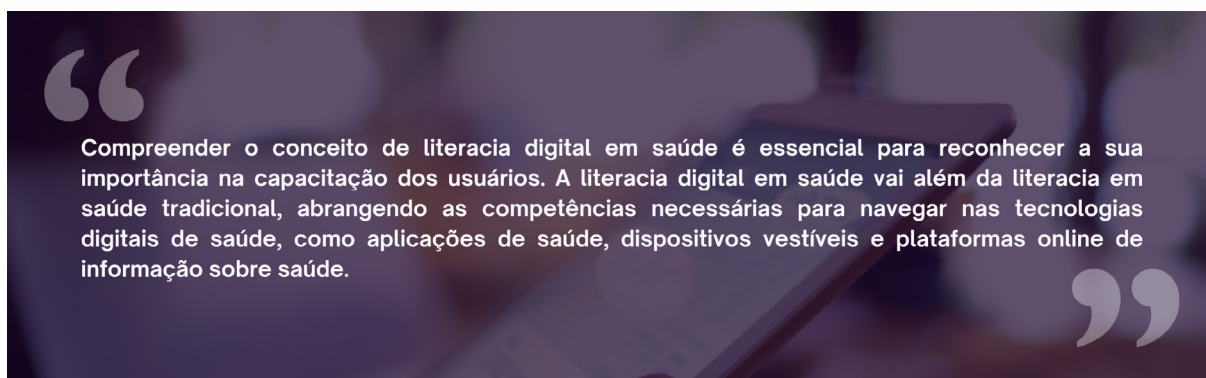 Compreender o conceito de literacia digital em saúde é essencial para reconhecer a sua
importância na capacitação dos usuários. A literacia digital em saúde vai além da literacia em
saúde tradicional, abrangendo as competências necessárias para navegar nas tecnologias
digitais de saúde, como aplicações de saúde, dispositivos vestíveis e plataformas online de
informação sobre saúde.